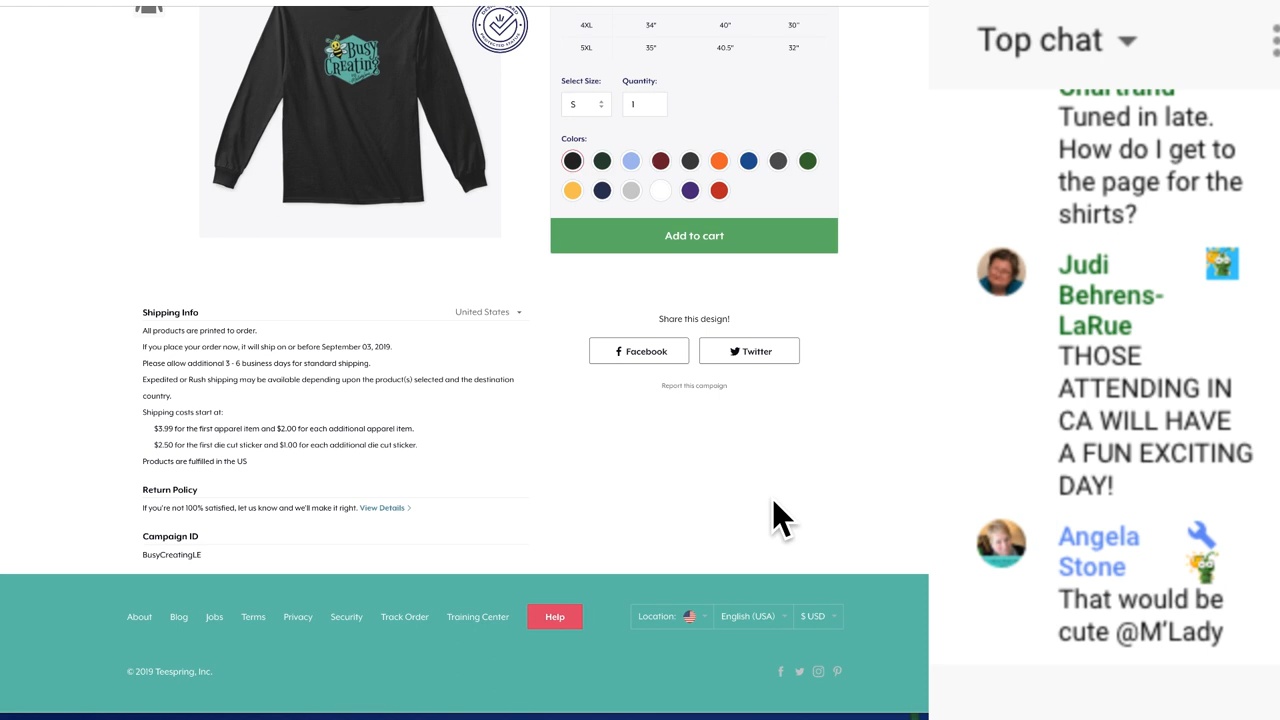 Busy
Creating
4XL 34" 40" 30"
5XL 35" 40.5" 32"
Select Size: Quantity:
S 1
Colors:
Add to cart
Shipping Info United States
All products are printed to order.
If you place your order now, it will ship on or before September 03, 2019.
Please allow additional 3 - 6 business days for standard shipping.
Expedited or Rush shipping may be available depending upon the product(s) selected and the destination
country.
Shipping costs start at:
$3.99 for the first apparel item and $2.00 for each additional apparel item.
$2.50 for the first die cut sticker and $1.00 for each additional die cut sticker.
Products are fulfilled in the US
Return Policy
If you're not 100% satisfied, let us know and we'll make it right. View Details >
Campaign ID
BusyCreatingLE
Share this design!
Facebook Twitter
Report this campaign
About Blog Jobs Terms Privacy Security Track Order Training Center Help Location: English (USA) $ USD
© 2019 Teespring, Inc.
Top chat
Chartrand
Tuned in late.
How do I get to
the page for the
shirts?
Judi
Behrens-
LaRue
THOSE
ATTENDING IN
CA WILL HAVE
A FUN EXCITING
DAY!
Angela
Stone
That would be
cute @M'Lady